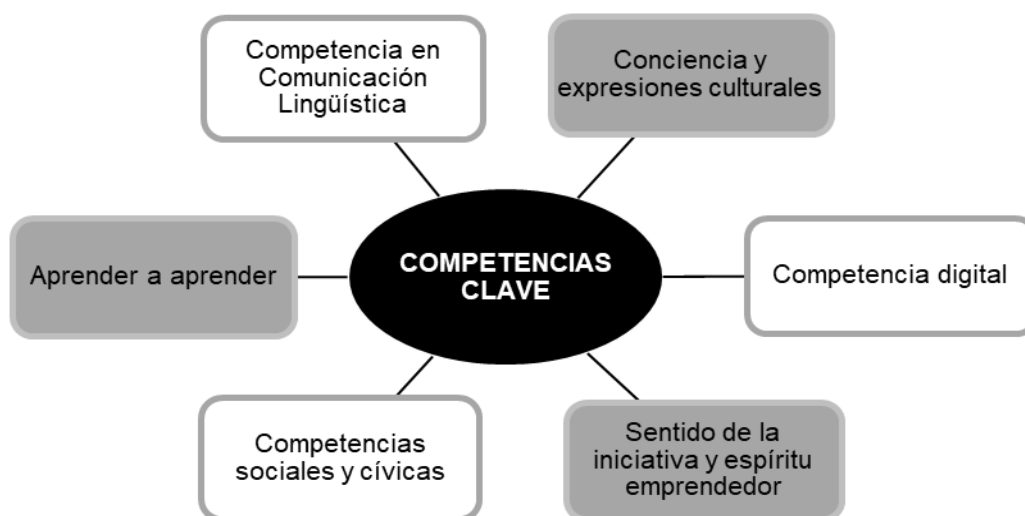 Competencia en
Comunicación
Lingüística
Conciencia y
expresiones culturales
Aprender a aprender
COMPETENCIAS
CLAVE
Competencia digital
Competencias
sociales y cívicas
Sentido de la
iniciativa y espíritu
emprendedor